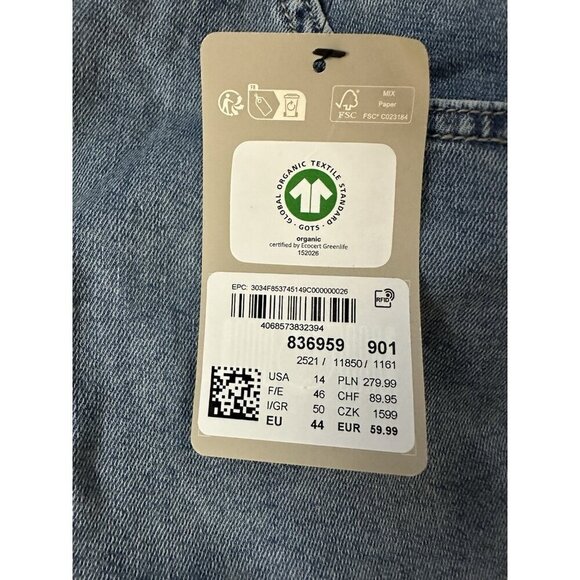 MIX
Paper
FSC
FSC® C023184
GLOBAL ORGANIC TEXTILE STANDARD
· GOTS ·
organic
certified by Ecocert Greenlife
152026
EPC: 3034F853745149C000000026
RFID
4068573832394
836959 901
2521 / 11850 / 1161
USA 14 PLN 279.99
F/E 46 CHF 89.95
I/GR 50 CZK 1599
EU 44 EUR 59.99